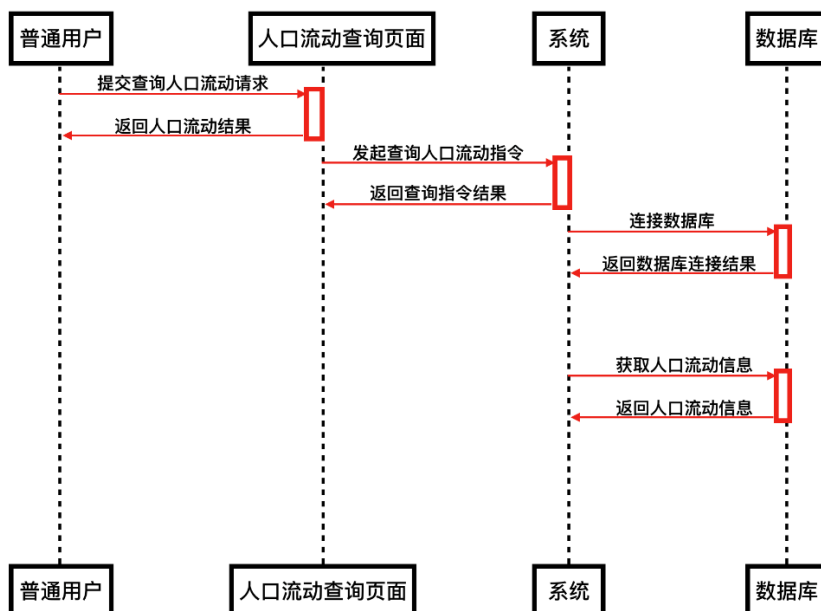 普通用户
人口流动查询页面
系统
数据库
提交查询人口流动请求
返回人口流动结果
发起查询人口流动指令
返回查询指令结果
连接数据库
返回数据库连接结果
获取人口流动信息
返回人口流动信息
普通用户
人口流动查询页面
系统
数据库